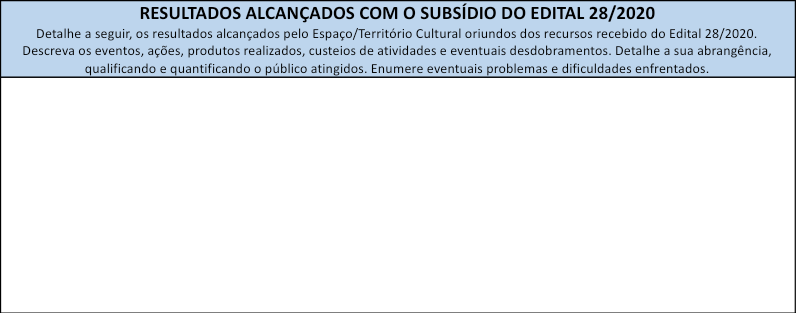 RESULTADOS ALCANÇADOS COM O SUBSÍDIO DO EDITAL 28/2020
Detalhe a seguir, os resultados alcançados pelo Espaço/Território Cultural oriundos dos recursos recebido do Edital 28/2020.
Descreva os eventos, ações, produtos realizados, custeios de atividades e eventuais desdobramentos. Detalhe a sua abrangência,
qualificando e quantificando o público atingidos. Enumere eventuais problemas e dificuldades enfrentados.